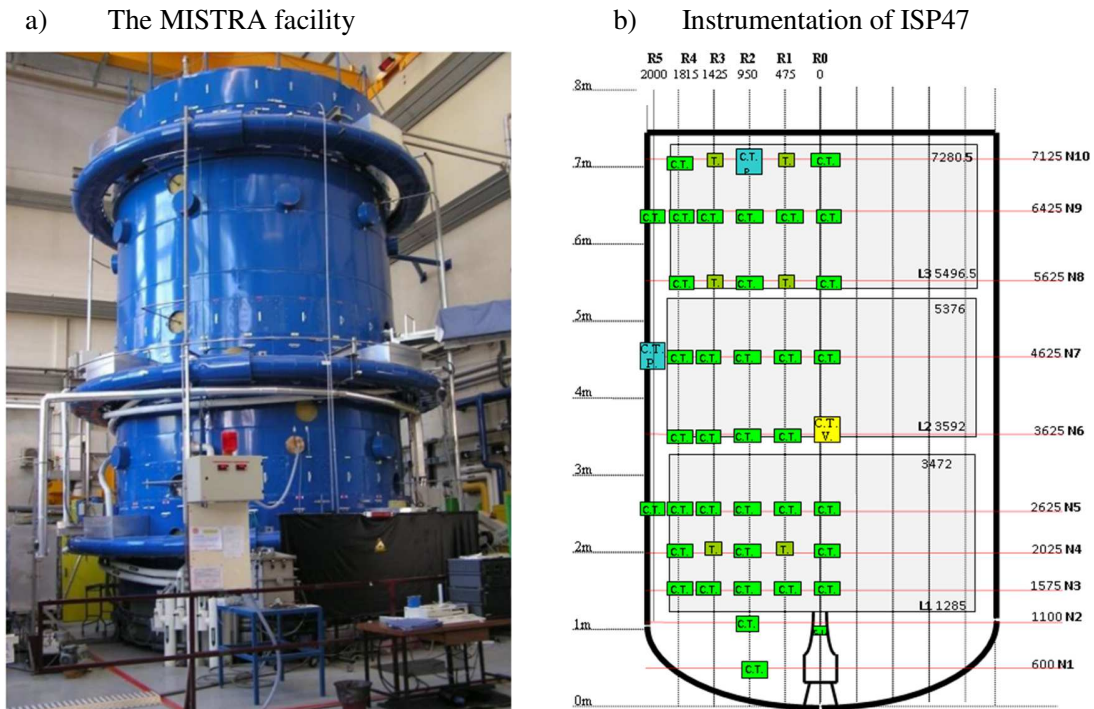 a) The MISTRA facility
b) Instrumentation of ISP47
R5 R4 R3 R2 R1 R0
2000 1815 1425 950 475 0
8m
7m
C.T. T. C.T. P. T. C.T.
7280.5
7125 N10
C.T. C.T. C.T. C.T. C.T. C.T.
6425 N9
6m
C.T. T. C.T. T. C.T.
L3 5496.5
5625 N8
5m
5376
C.T. P. C.T. C.T. C.T. C.T. C.T.
4625 N7
4m
C.T. C.T. C.T. C.T. C.T. V.
L2 3592
3625 N6
3m
3472
C.T. C.T. C.T. C.T. C.T. C.T.
2625 N5
2m
C.T. T. C.T. T. C.T.
2025 N4
C.T. C.T. C.T. C.T. C.T.
1575 N3
L1 1285
1100 N2
C.T.
1m
C.T.
600 N1
0m